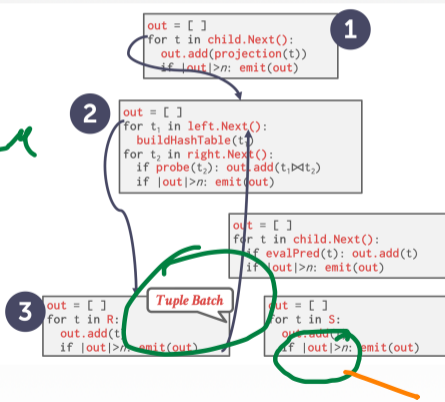 1
out = [ ]
for t in child.Next():
out.add(projection(t))
if |out|>n: emit(out)
2
out = [ ]
for t₁ in left.Next():
buildHashTable(t₁)
for t₂ in right.Next():
if probe(t₂): out.add(t₁⋈t₂)
if |out|>n: emit(out)
out = [ ]
for t in child.Next():
if evalPred(t): out.add(t)
if |out|>n: emit(out)
3
out = [ ]
for t in R:
out.add(t
if |out|>n: emit(out)
Tuple Batch
out = [ ]
for t in S:
out.add(t)
if |out|>n: emit(out)